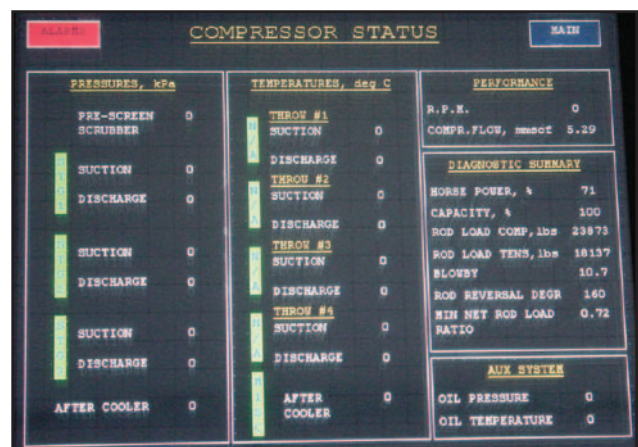 ALARMS
COMPRESSOR STATUS
MAIN
PRESSURES, kPa
PRE-SCREEN 0
SCRUBBER
STG1
SUCTION 0
DISCHARGE 0
STG2
SUCTION 0
DISCHARGE 0
STG3
SUCTION 0
DISCHARGE 0
AFTER COOLER 0
TEMPERATURES, deg C
N/A
THROW #1
SUCTION 0
DISCHARGE 0
N/A
THROW #2
SUCTION 0
DISCHARGE 0
N/A
THROW #3
SUCTION 0
DISCHARGE 0
N/A
THROW #4
SUCTION 0
DISCHARGE 0
MISC
AFTER 0
COOLER
PERFORMANCE
R.P.M. 0
COMPR.FLOW, mmscf 5.29
DIAGNOSTIC SUMMARY
HORSE POWER, % 71
CAPACITY, % 100
ROD LOAD COMP,lbs 23873
ROD LOAD TENS,lbs 18137
BLOWBY 10.7
ROD REVERSAL DEGR 160
MIN NET ROD LOAD 0.72
RATIO
AUX SYSTEM
OIL PRESSURE 0
OIL TEMPERATURE 0